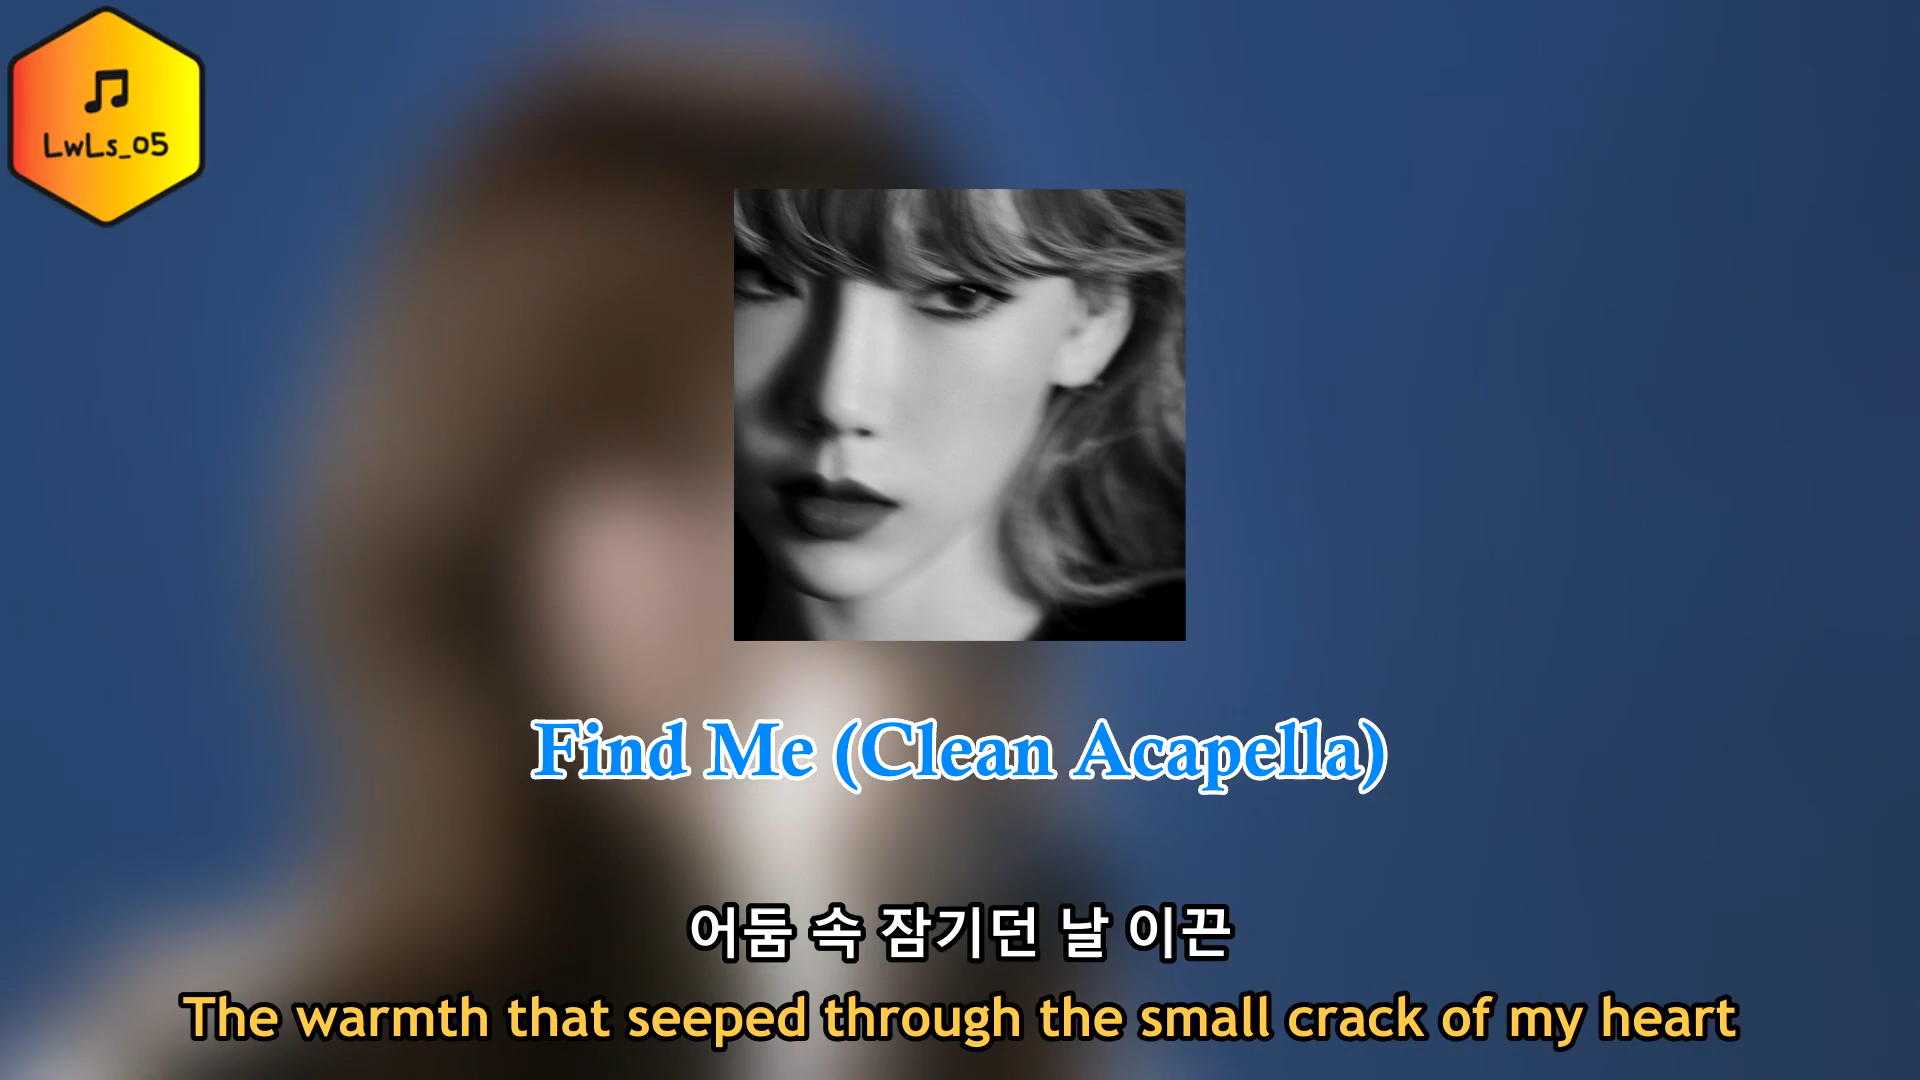 LwLs_05
Find Me (Clean Acapella)
어둠 속 잠기던 날 이끈
The warmth that seeped through the small crack of my heart